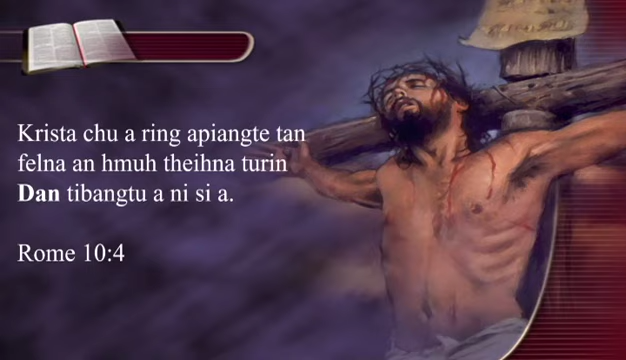 Krista chu a ring apiangte tan
felna an hmuh theihna turin
Dan tibangtu a ni si a.
Rome 10:4